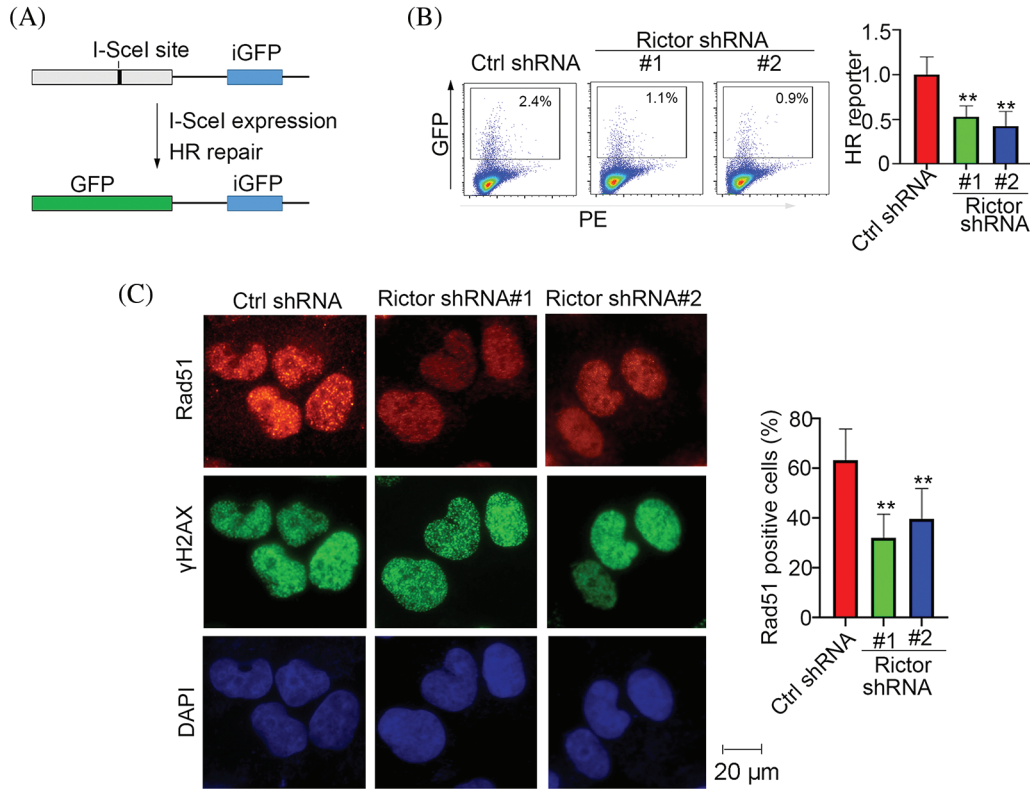 (A)
I-SceI site
iGFP
I-SceI expression
HR repair
GFP
iGFP
(B)
Rictor shRNA
Ctrl shRNA
#1
#2
2.4%
1.1%
0.9%
GFP
PE
HR reporter
1.5
1.0
0.5
0
**
**
Ctrl shRNA
#1
#2
Rictor
shRNA
(C)
Ctrl shRNA
Rictor shRNA#1
Rictor shRNA#2
Rad51
γH2AX
DAPI
20 μm
Rad51 positive cells (%)
80
60
40
20
0
**
**
Ctrl shRNA
#1
#2
Rictor
shRNA